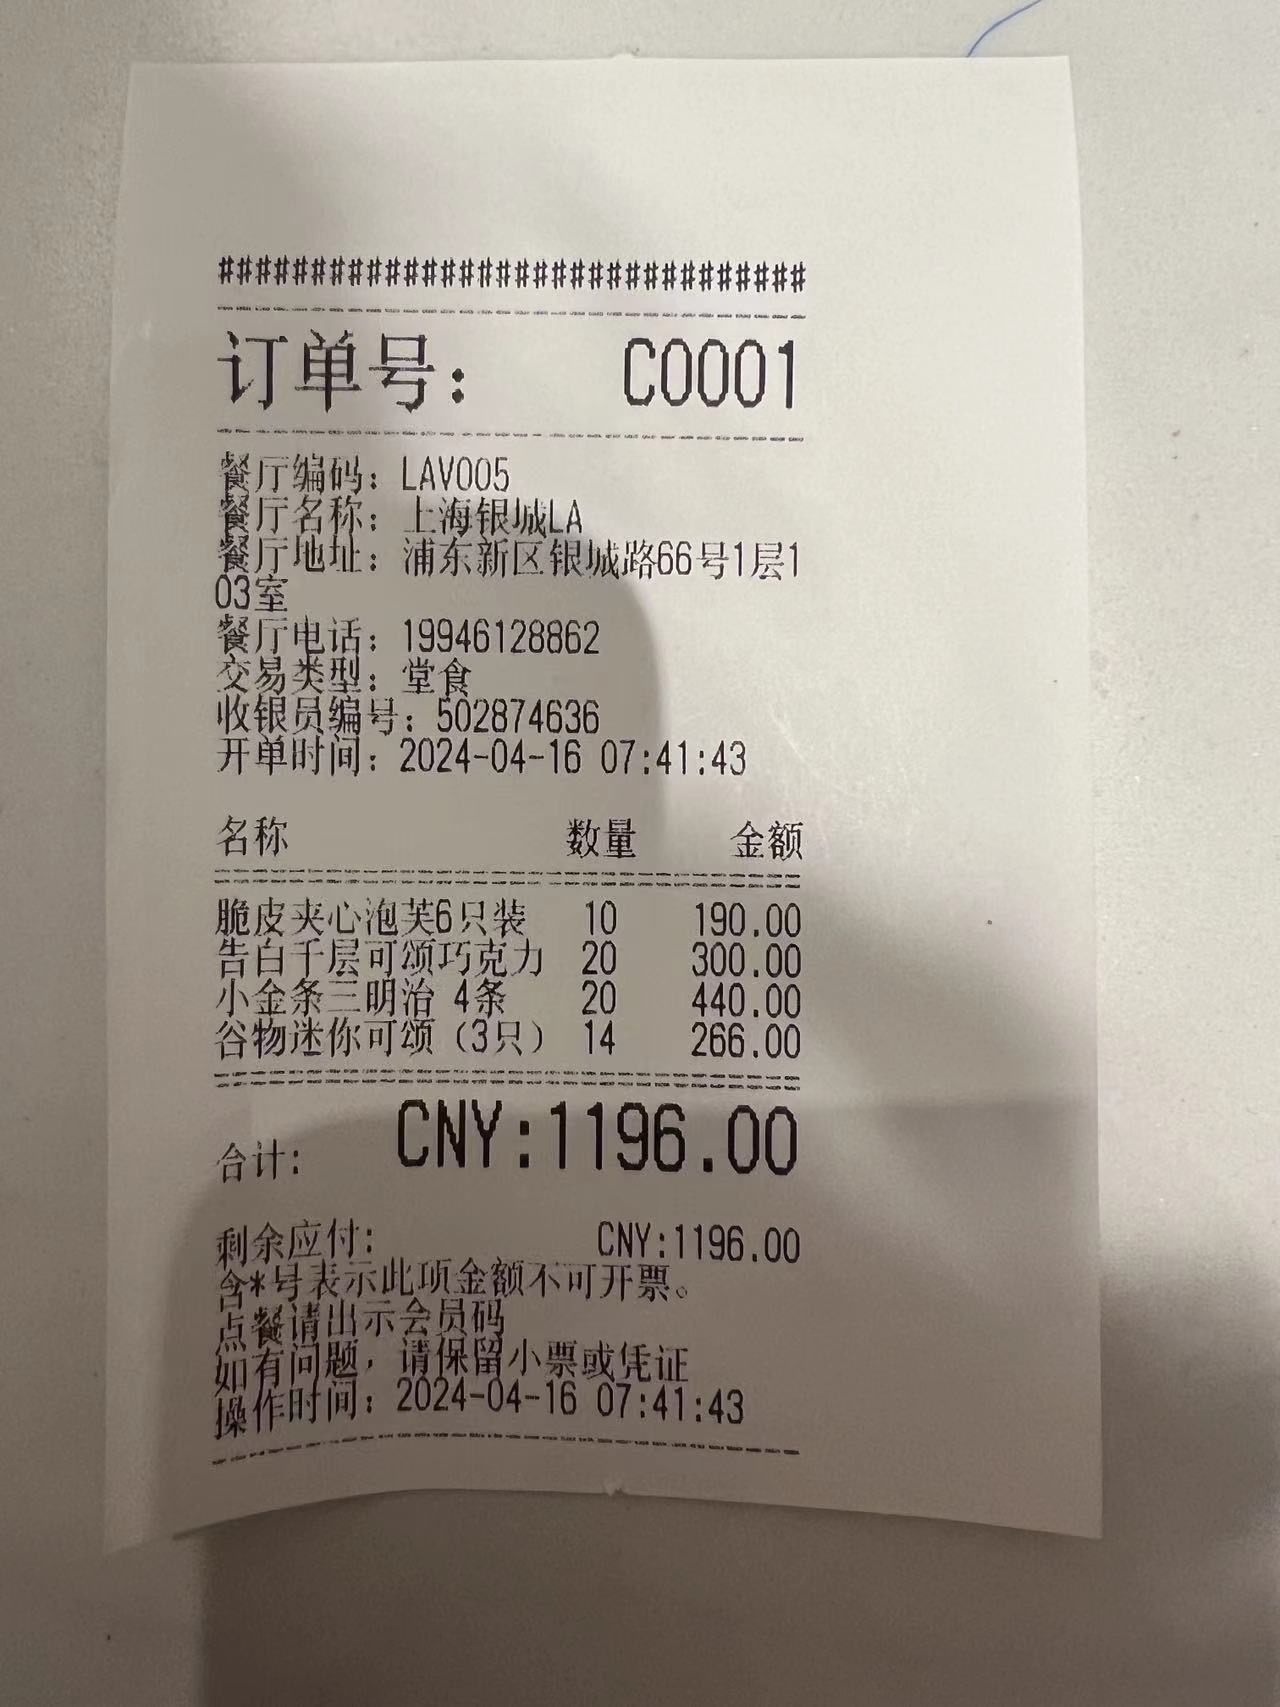 ################################
订单号： C0001
餐厅编码：LAV005
餐厅名称：上海银城LA
餐厅地址：浦东新区银城路66号1层1
03室
餐厅电话：19946128862
交易类型：堂食
收银员编号：502874636
开单时间：2024-04-16 07:41:43
名称 数量 金额
脆皮夹心泡芙6只装 10 190.00
告白千层可颂巧克力 20 300.00
小金条三明治 4条 20 440.00
谷物迷你可颂（3只） 14 266.00
合计: CNY:1196.00
剩余应付: CNY:1196.00
含*号表示此项金额不可开票。
点餐请出示会员码
如有问题，请保留小票或凭证
操作时间：2024-04-16 07:41:43